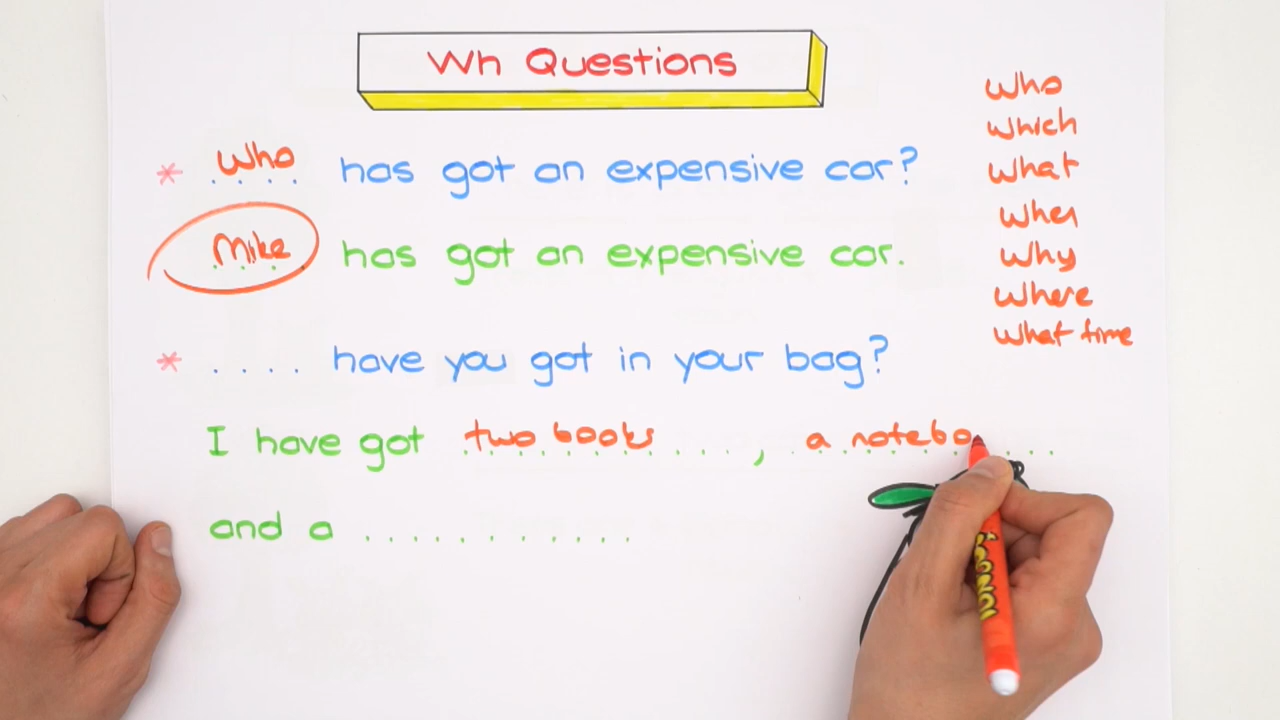 Wh Questions
* Who has got an expensive car?
Mike has got an expensive car.
* .... have you got in your bag?
I have got two books ........, a notebo
and a ...........
Who
Which
What
When
Why
Where
What time